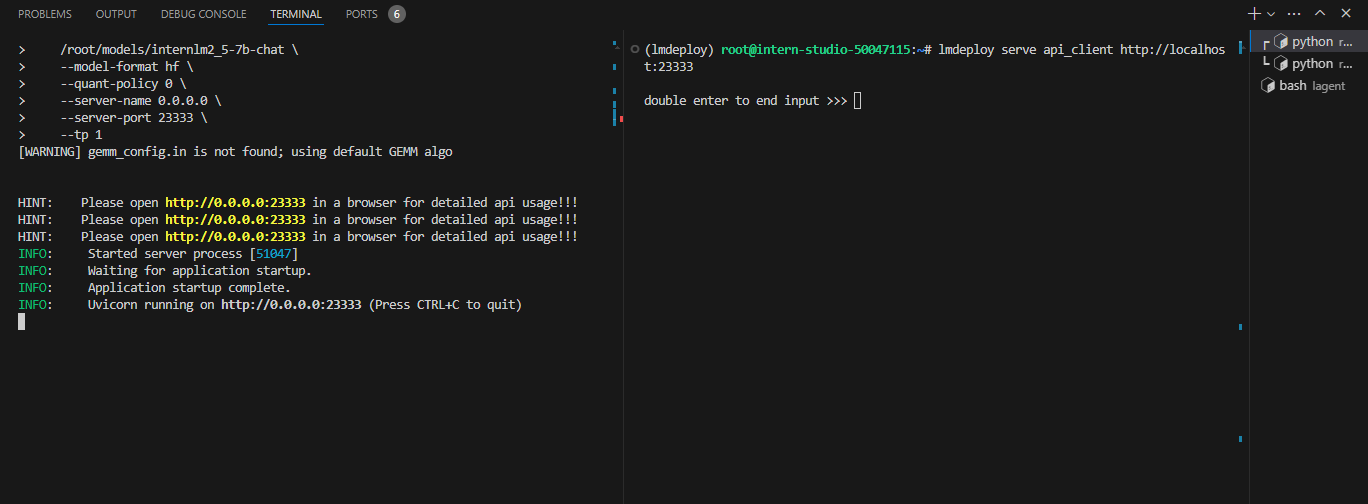 PROBLEMS OUTPUT DEBUG CONSOLE TERMINAL PORTS 6
> /root/models/internlm2_5-7b-chat \
> --model-format hf \
> --quant-policy 0 \
> --server-name 0.0.0.0 \
> --server-port 23333 \
> --tp 1
[WARNING] gemm_config.in is not found; using default GEMM algo
HINT: Please open http://0.0.0.0:23333 in a browser for detailed api usage!!!
HINT: Please open http://0.0.0.0:23333 in a browser for detailed api usage!!!
HINT: Please open http://0.0.0.0:23333 in a browser for detailed api usage!!!
INFO: Started server process [51047]
INFO: Waiting for application startup.
INFO: Application startup complete.
INFO: Uvicorn running on http://0.0.0.0:23333 (Press CTRL+C to quit)
(lmdeploy) root@intern-studio-50047115:~# lmdeploy serve api_client http://localhos
t:23333
double enter to end input >>>
python r...
python r...
bash lagent